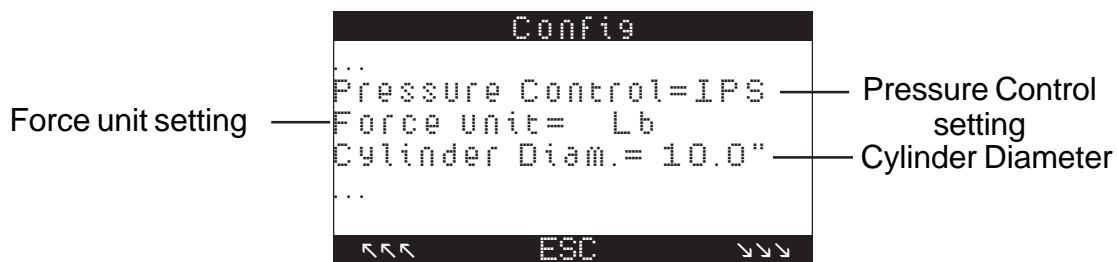 Config
...
Pressure Control=IPS
Pressure Control
setting
Force unit setting
Force unit= Lb
Cylinder Diam.= 10.0"
Cylinder Diameter
...
↖↖↖ ESC ↘↘↘